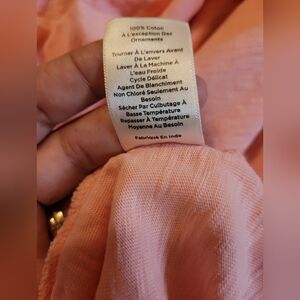 100% Coton
À L'exception Des
Ornements
Tourner À L'envers Avant
De Laver
Laver À La Machine À
L'eau Froide
Cycle Délicat
Agent De Blanchiment
Non Chloré Seulement Au
Besoin
Sécher Par Culbutage À
Basse Température
Repasser À Température
Moyenne Au Besoin
Fabriqué En Inde